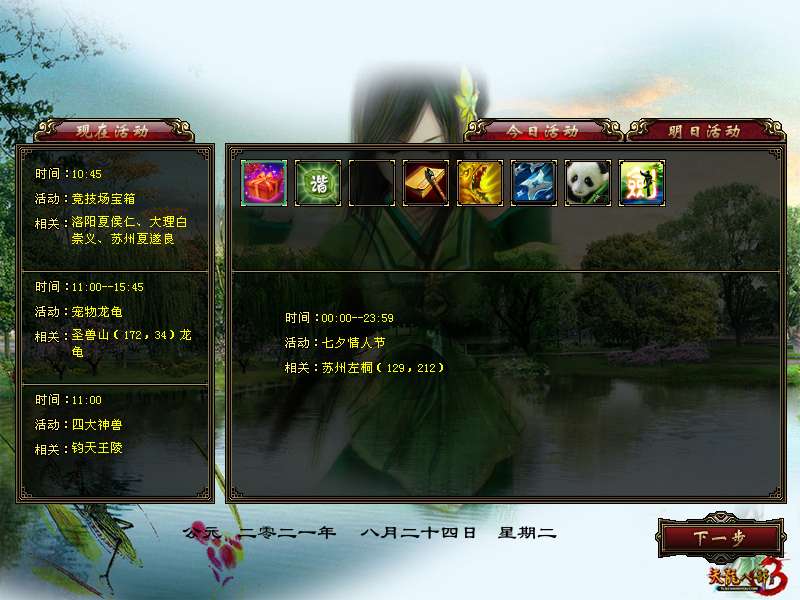 现在活动
今日活动
明日活动
时间：10:45
活动：竞技场宝箱
相关：洛阳夏侯仁、大理白
崇义、苏州夏遂良
时间：11:00--15:45
活动：宠物龙龟
相关：圣兽山（172，34）龙
龟
时间：11:00
活动：四大神兽
相关：钧天王陵
谐
时间：00:00--23:59
活动：七夕情人节
相关：苏州左桐（129，212）
公元 二零二一年 八月二十四日 星期二
下一步
天龙八部3